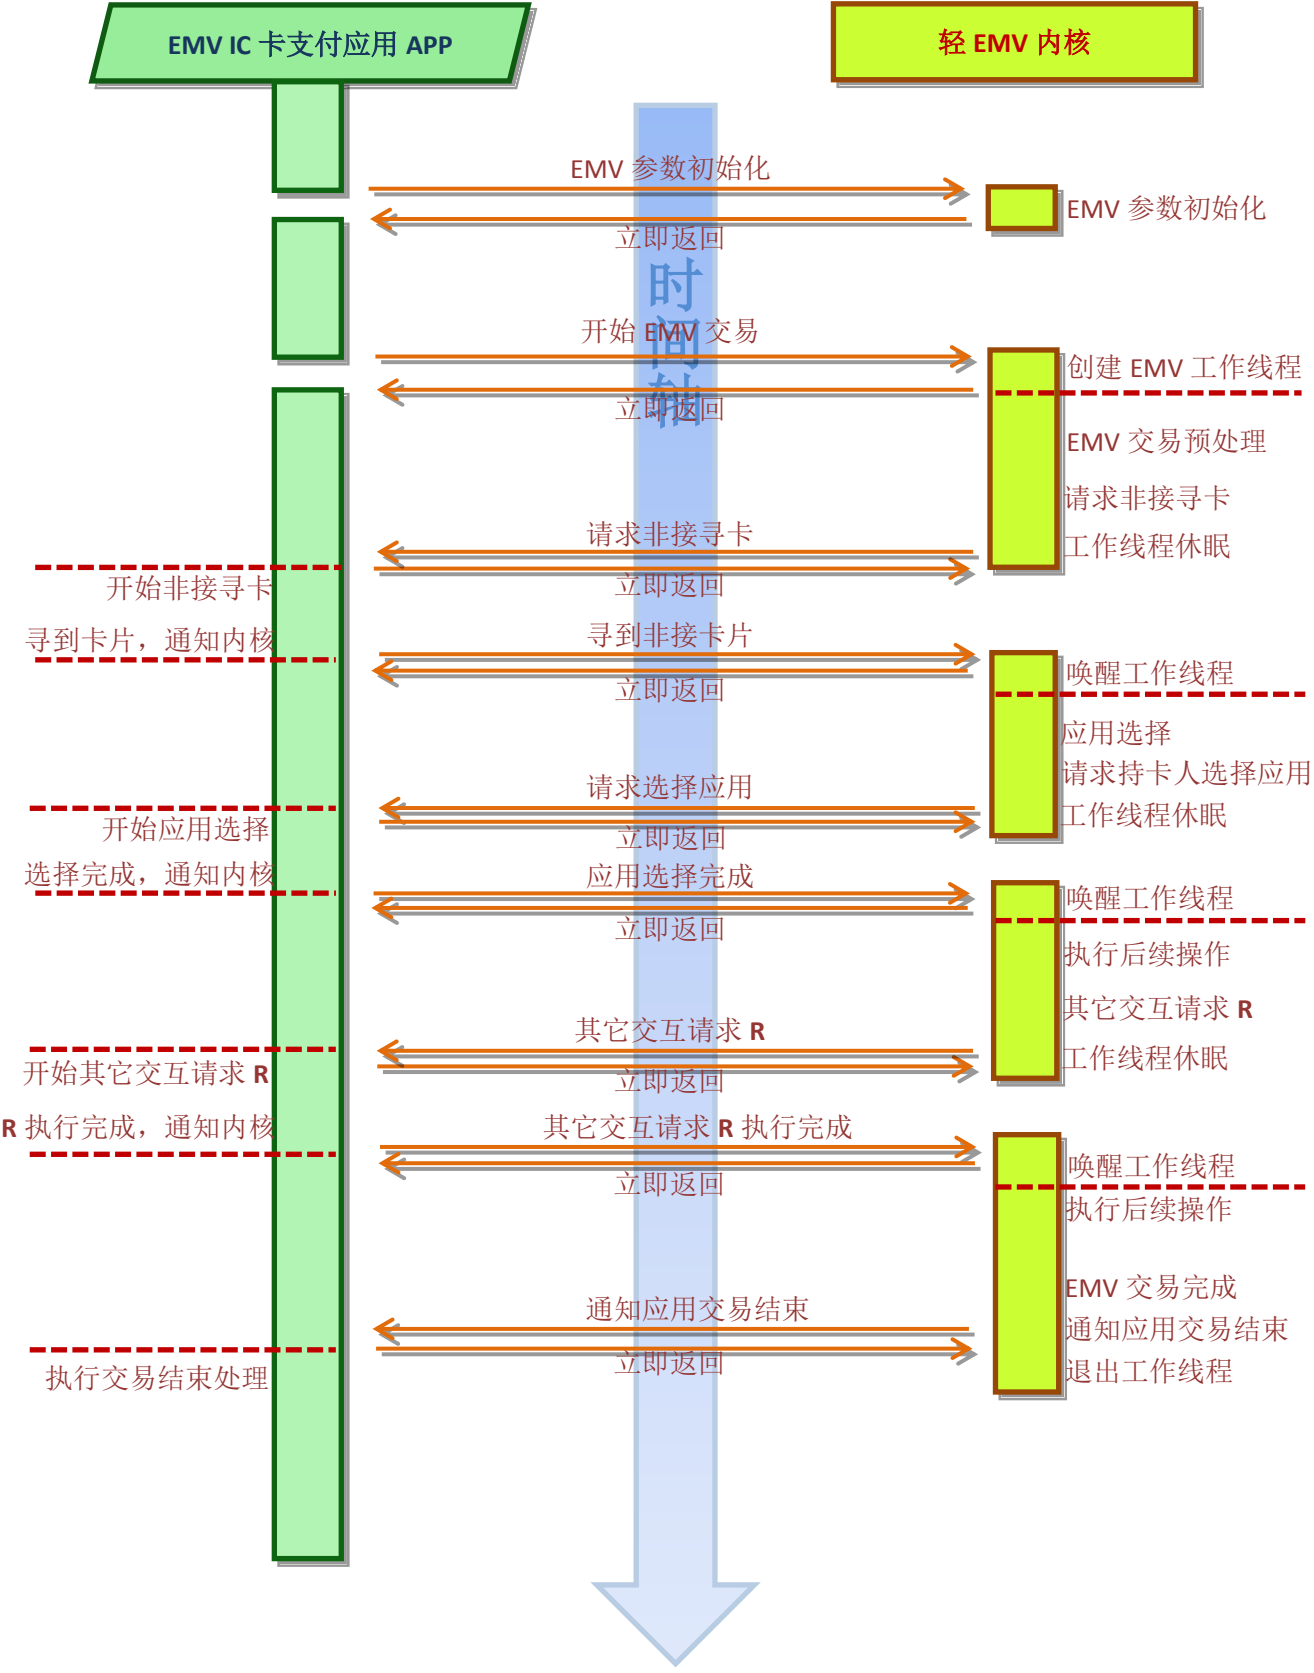 EMV IC 卡支付应用 APP
轻 EMV 内核
EMV 参数初始化
EMV 参数初始化
立即返回
时间轴
开始 EMV 交易
创建 EMV 工作线程
立即返回
EMV 交易预处理
请求非接寻卡
请求非接寻卡
工作线程休眠
立即返回
开始非接寻卡
寻到非接卡片
寻到卡片，通知内核
唤醒工作线程
立即返回
应用选择
请求持卡人选择应用
请求选择应用
工作线程休眠
开始应用选择
立即返回
选择完成，通知内核
应用选择完成
唤醒工作线程
立即返回
执行后续操作
其它交互请求 R
其它交互请求 R
工作线程休眠
开始其它交互请求 R
立即返回
R 执行完成，通知内核
其它交互请求 R 执行完成
唤醒工作线程
立即返回
执行后续操作
EMV 交易完成
通知应用交易结束
通知应用交易结束
立即返回
退出工作线程
执行交易结束处理